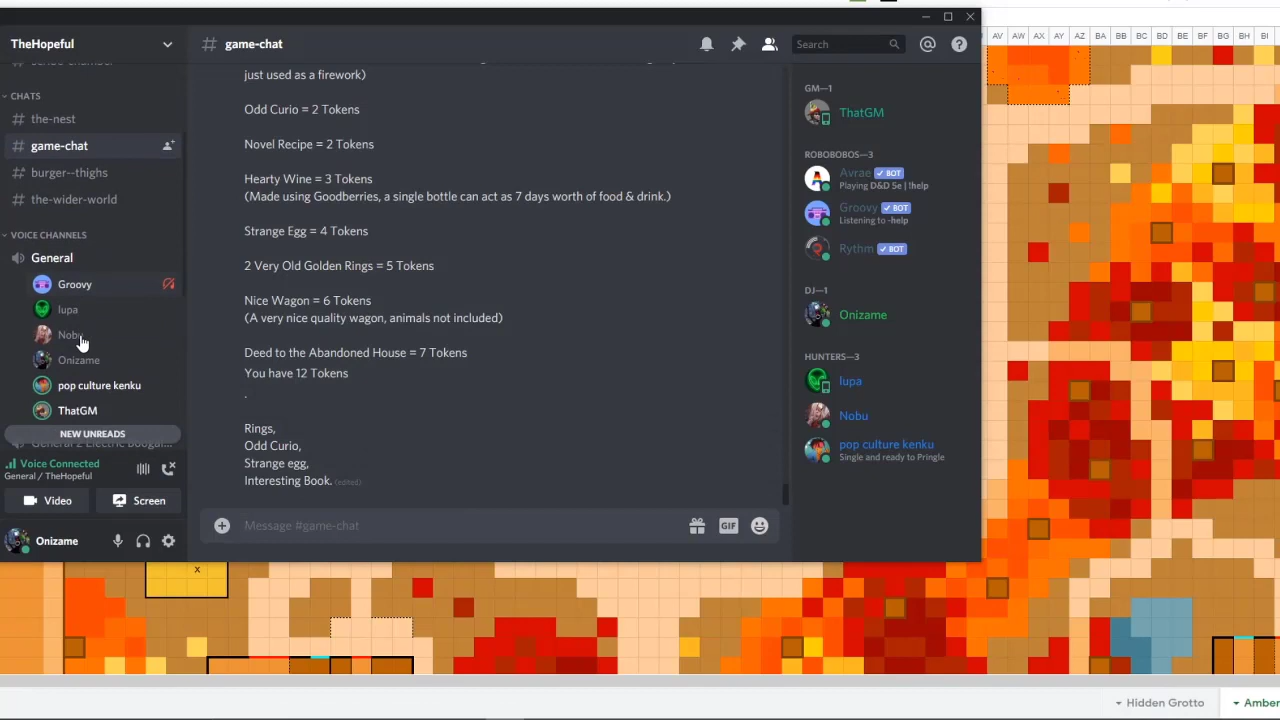 TheHopeful
# game-chat
Search
CHATS
# the-nest
# game-chat
# burger--thighs
# the-wider-world
VOICE CHANNELS
General
Groovy
lupa
Nobu
Onizame
pop culture kenku
ThatGM
NEW UNREADS
Voice Connected
General / TheHopeful
Video
Screen
Onizame
just used as a firework)
Odd Curio = 2 Tokens
Novel Recipe = 2 Tokens
Hearty Wine = 3 Tokens
(Made using Goodberries, a single bottle can act as 7 days worth of food & drink.)
Strange Egg = 4 Tokens
2 Very Old Golden Rings = 5 Tokens
Nice Wagon = 6 Tokens
(A very nice quality wagon, animals not included)
Deed to the Abandoned House = 7 Tokens
You have 12 Tokens
.
Rings,
Odd Curio,
Strange egg,
Interesting Book. (edited)
Message #game-chat
GIF
GM—1
ThatGM
ROBOBOBOS—3
Avrae ✓ BOT
Playing D&D 5e | !help
Groovy ✓ BOT
Listening to -help
Rythm ✓ BOT
DJ—1
Onizame
HUNTERS—3
lupa
Nobu
pop culture kenku
Single and ready to Pringle
AV AW AX AY AZ BA BB BC BD BE BF BG BH BI
X
Hidden Grotto
Amber